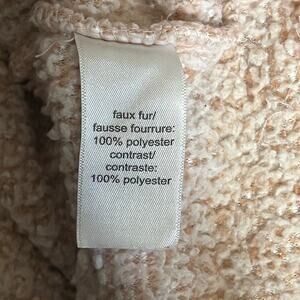 faux fur/
fausse fourrure:
100% polyester
contrast/
contraste:
100% polyester